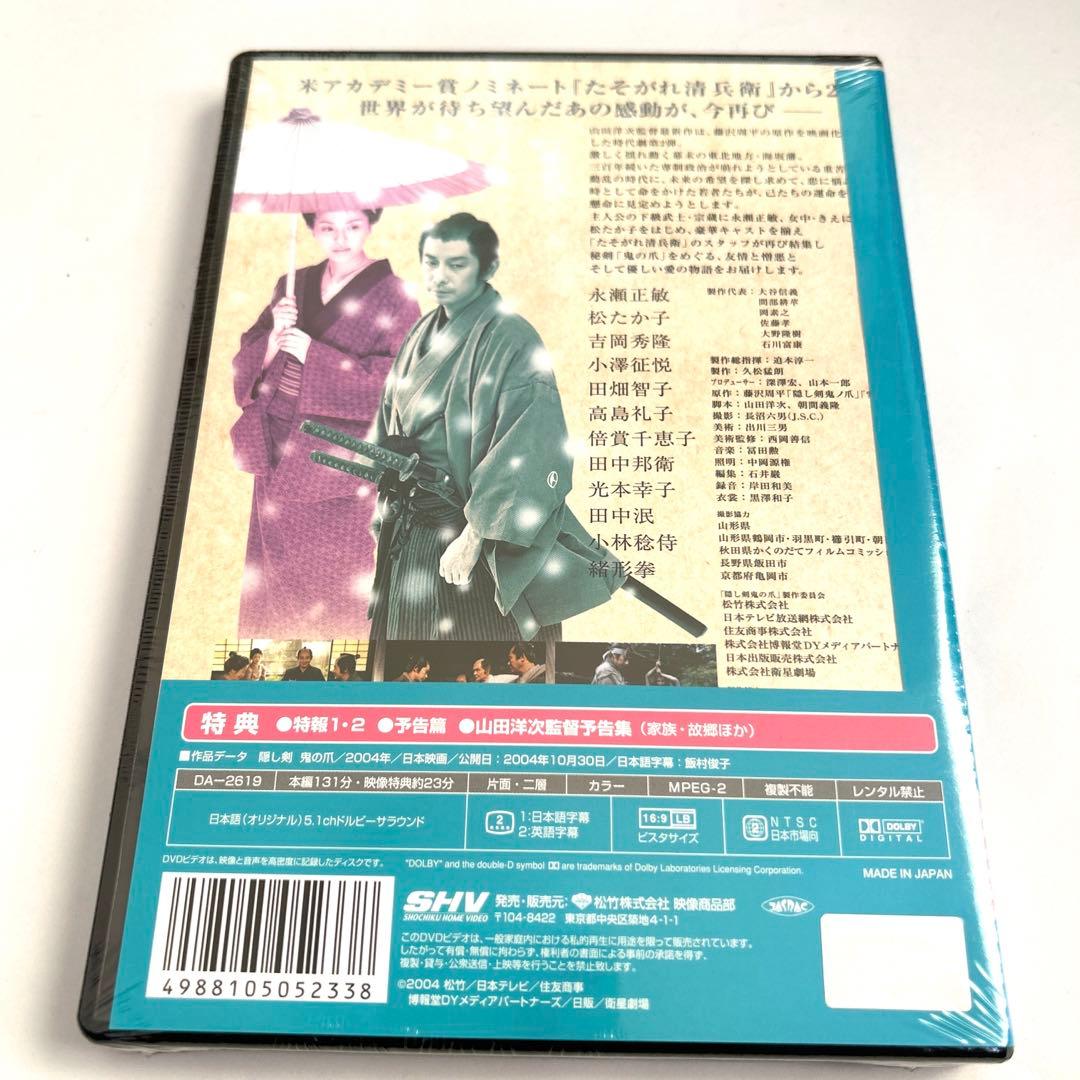 米アカデミー賞ノミネート『たそがれ清兵衛』から2
世界が待ち望んだあの感動が、今再び ──
山田洋次監督最新作は、藤沢周平の原作を映画化
した時代劇第2弾。
激しく揺れ動く幕末の東北地方・海坂藩。
三百年続いた専制政治が崩れようとしている
動乱の時代に、未来の希望を探し求めて、恋に悩み
時として命をかけた若者たちが、己たちの運命を
懸命に見定めようとします。
主人公の下級武士・宗蔵に永瀬正敏、女中・きえに
松たか子をはじめ、豪華キャストを揃え
「たそがれ清兵衛」のスタッフが再び結集し
秘剣「鬼の爪」をめぐる、友情と憎悪と
そして優しい愛の物語をお届けします。
永瀬正敏
松たか子
吉岡秀隆
小澤征悦
田畑智子
高島礼子
倍賞千恵子
田中邦衛
光本幸子
田中泯
小林稔侍
緒形拳
製作代表：大谷信義
間部耕苹
岡素之
佐藤孝
大野隆樹
石川富康
製作総指揮：迫本淳一
製作：久松猛朗
プロデューサー：深澤宏、山本一郎
原作：藤沢周平「隠し剣鬼ノ爪」「
脚本：山田洋次、朝間義隆
撮影：長沼六男（J.S.C.）
美術：出川三男
美術監修：西岡善信
音楽：冨田勲
照明：中岡源権
編集：石井巌
録音：岸田和美
衣裳：黒澤和子
撮影協力
山形県
山形県鶴岡市・羽黒町・櫛引町・朝
秋田県かくのだてフィルムコミッシ
長野県飯田市
京都府亀岡市
「隠し剣鬼の爪」製作委員会
松竹株式会社
日本テレビ放送網株式会社
住友商事株式会社
株式会社博報堂DYメディアパートナー
日本出版販売株式会社
株式会社衛星劇場
特典 ●特報1・2 ●予告篇 ●山田洋次監督予告集（家族・故郷ほか）
■作品データ 隠し剣 鬼の爪／2004年／日本映画／公開日：2004年10月30日／日本語字幕：飯村俊子
DA-2619 本編131分・映像特典約23分 片面・二層 カラー MPEG-2 複製不能 レンタル禁止
日本語（オリジナル）5.1chドルビーサラウンド
2
1:日本語字幕
2:英語字幕
16:9 LB
ビスタサイズ
2
NTSC
日本市場向
DOLBY
DIGITAL
DVDビデオは、映像と音声を高密度に記録したディスクです。
"DOLBY" and the double-D symbol are trademarks of Dolby Laboratories Licensing Corporation.
MADE IN JAPAN
SHV
SHOCHIKU HOME VIDEO
発売・販売元：松竹株式会社 映像商品部
〒104-8422 東京都中央区築地4-1-1
JASRAC
このDVDビデオは、一般家庭内における私的再生に用途を限って販売されています。
したがって有償・無償に拘わらず、権利者の書面による事前の承諾を得ず、
複製・貸与・公衆送信・上映等を行うことを禁止致します。
©2004 松竹／日本テレビ／住友商事
博報堂DYメディアパートナーズ／日販／衛星劇場
4988105052338